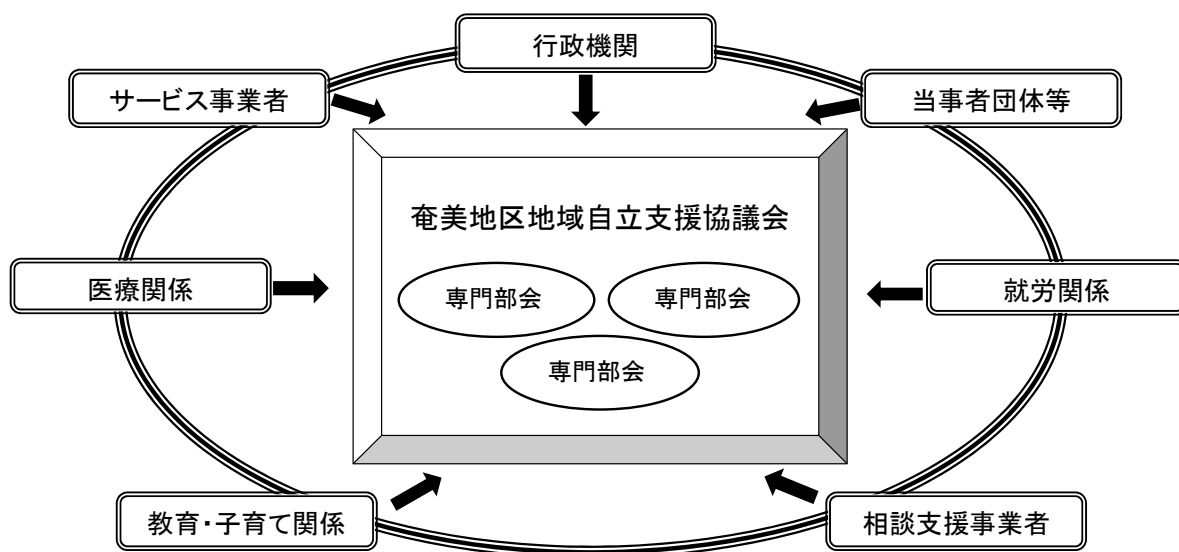 行政機関
サービス事業者
当事者団体等
奄美地区地域自立支援協議会
医療関係
専門部会
専門部会
就労関係
専門部会
教育・子育て関係
相談支援事業者